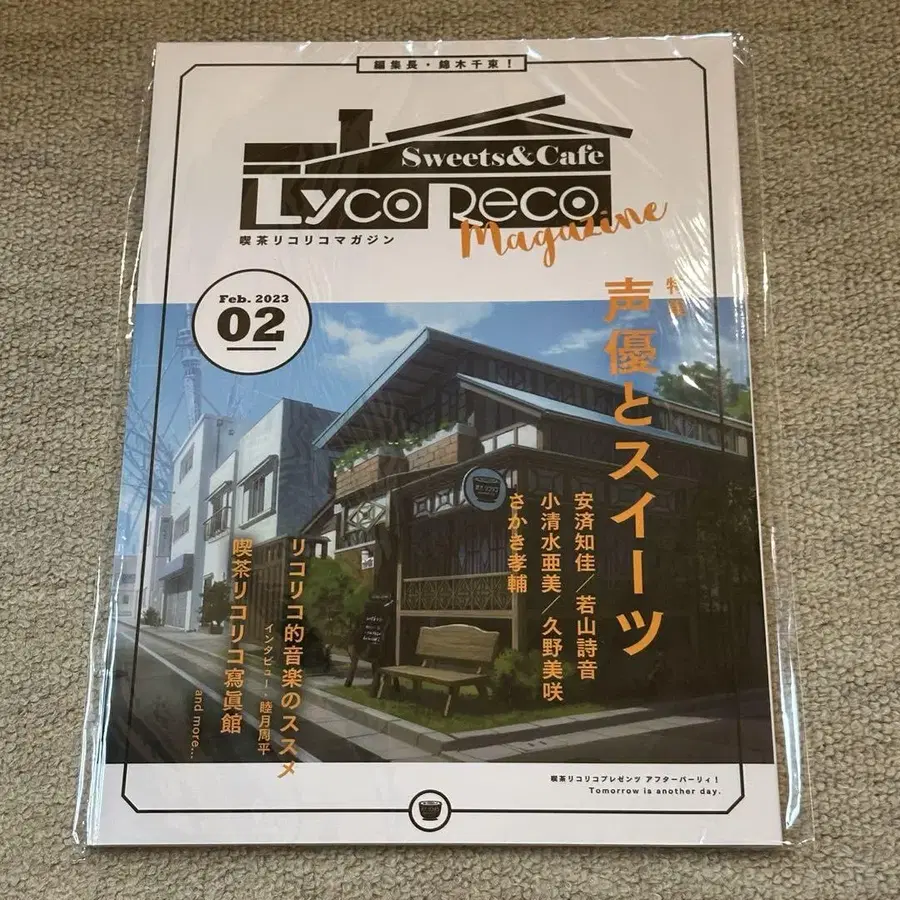 編集長・錦木千束！
Sweets&Cafe
LycoReco
Magazine
喫茶リコリコマガジン
Feb. 2023
02
特集
声優とスイーツ
安済知佳／若山詩音
小清水亜美／久野美咲
さかき孝輔
リコリコ的音楽のススメ
インタビュー 睦月周平
喫茶リコリコ寫眞館
and more...
喫茶リコリコプレゼンツ アフターパーリィ！
Tomorrow is another day.